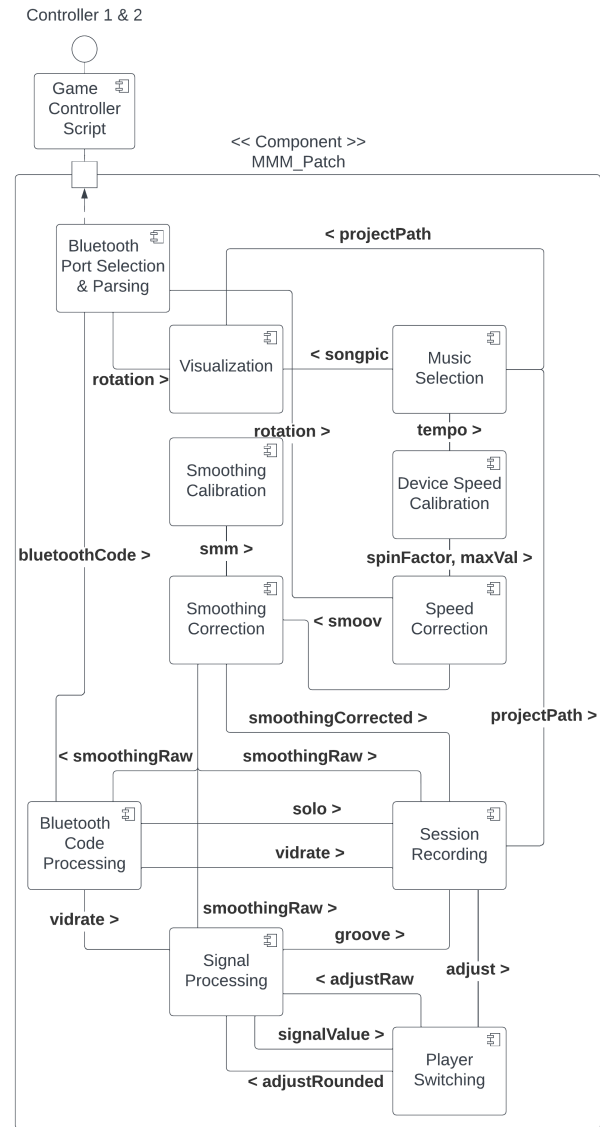 Controller 1 & 2
Game
Controller
Script
<< Component >>
MMM_Patch
Bluetooth
Port Selection
& Parsing
< projectPath
Visualization
< songpic
Music
Selection
rotation >
rotation >
tempo >
Smoothing
Calibration
Device Speed
Calibration
bluetoothCode >
smm >
spinFactor, maxVal >
Smoothing
Correction
< smoov
Speed
Correction
smoothingCorrected >
projectPath >
< smoothingRaw
smoothingRaw >
Bluetooth
Code
Processing
solo >
Session
Recording
vidrate >
vidrate >
smoothingRaw >
groove >
Signal
Processing
adjust >
< adjustRaw
signalValue >
Player
Switching
< adjustRounded